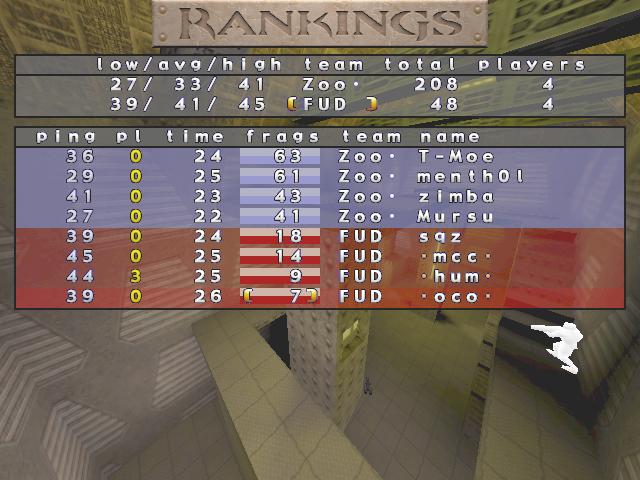 RANKINGS
low/avg/high team total players
27/ 33/ 41 Zoo· 208 4
39/ 41/ 45 (FUD ) 48 4
ping pl time frags team name
36 0 24 63 Zoo· T-Moe
29 0 25 61 Zoo· menth0l
41 0 23 43 Zoo· zimba
27 0 22 41 Zoo· Mursu
39 0 24 18 FUD sgz
45 0 25 14 FUD ·mcc·
44 3 25 9 FUD ·hum·
39 0 26 ( 7) FUD ·oco·